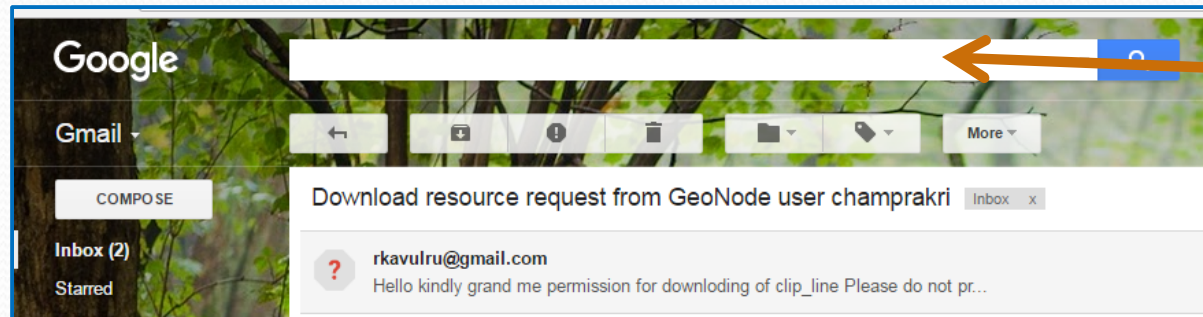 Google
Gmail
More
COMPOSE
Download resource request from GeoNode user champrakri Inbox x
Inbox (2)
rkavulru@gmail.com
Hello kindly grand me permission for downloding of clip_line Please do not pr...
Starred